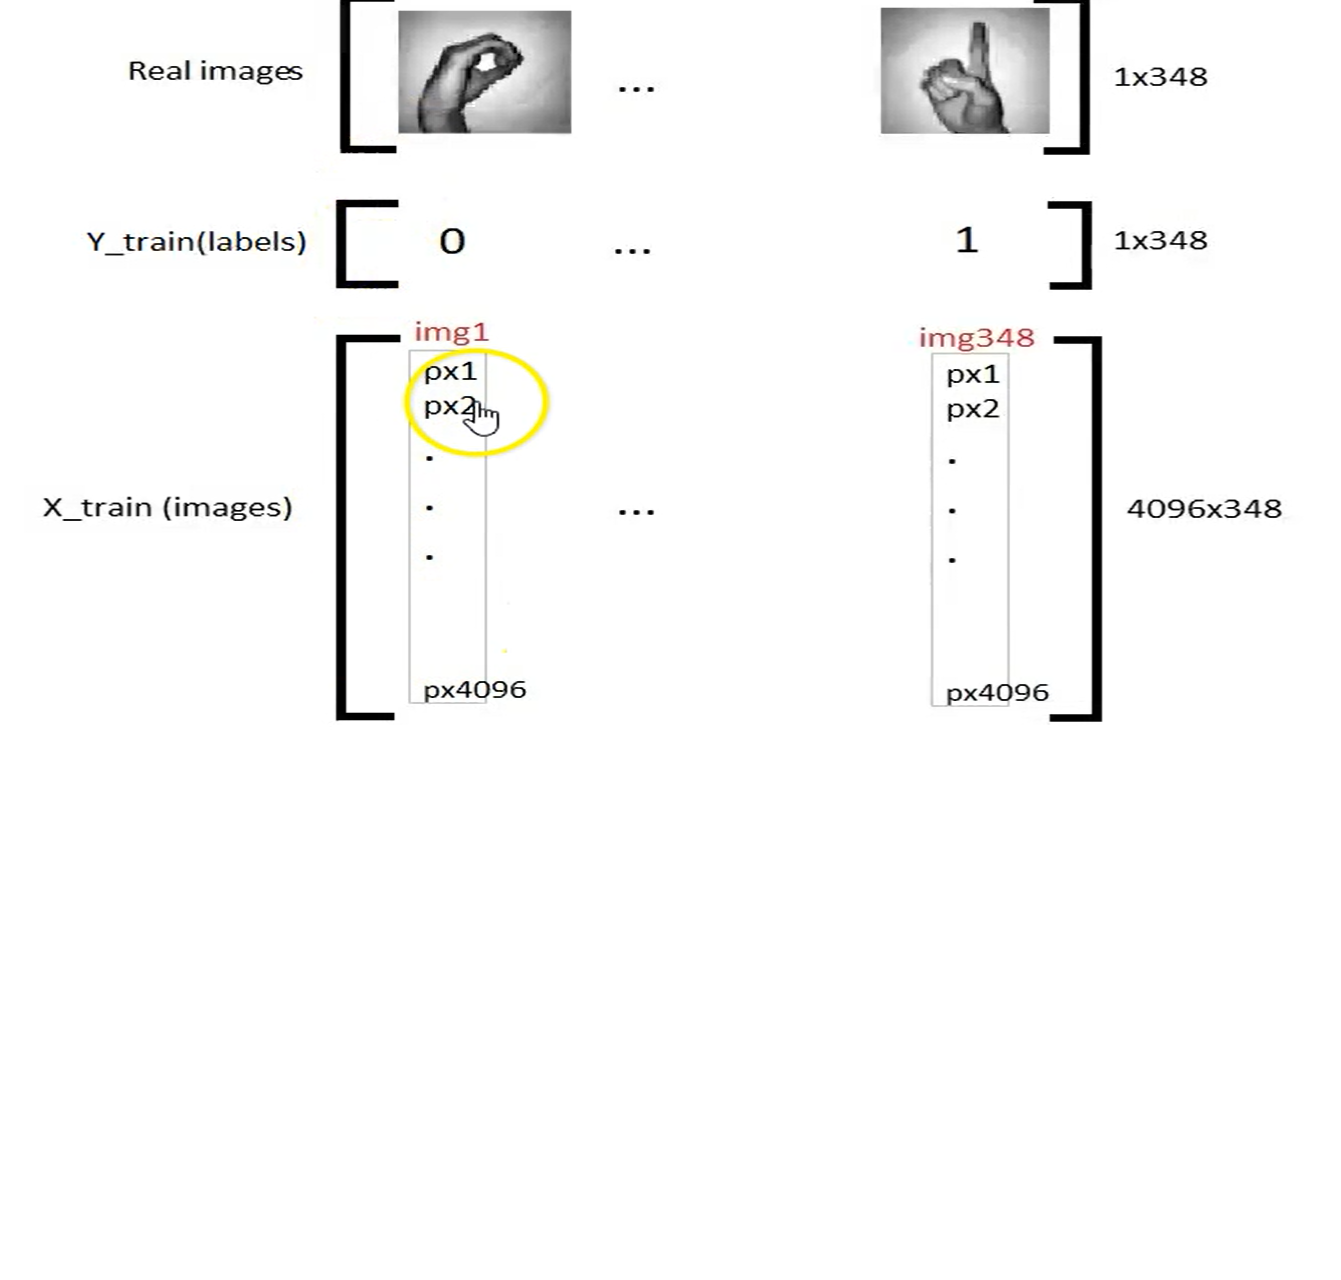 Real images ... 1x348
Y_train(labels) 0 ... 1 1x348
img1 img348
px1 px1
px2 px2
. .
. .
X_train (images) ... 4096x348
. .
px4096 px4096